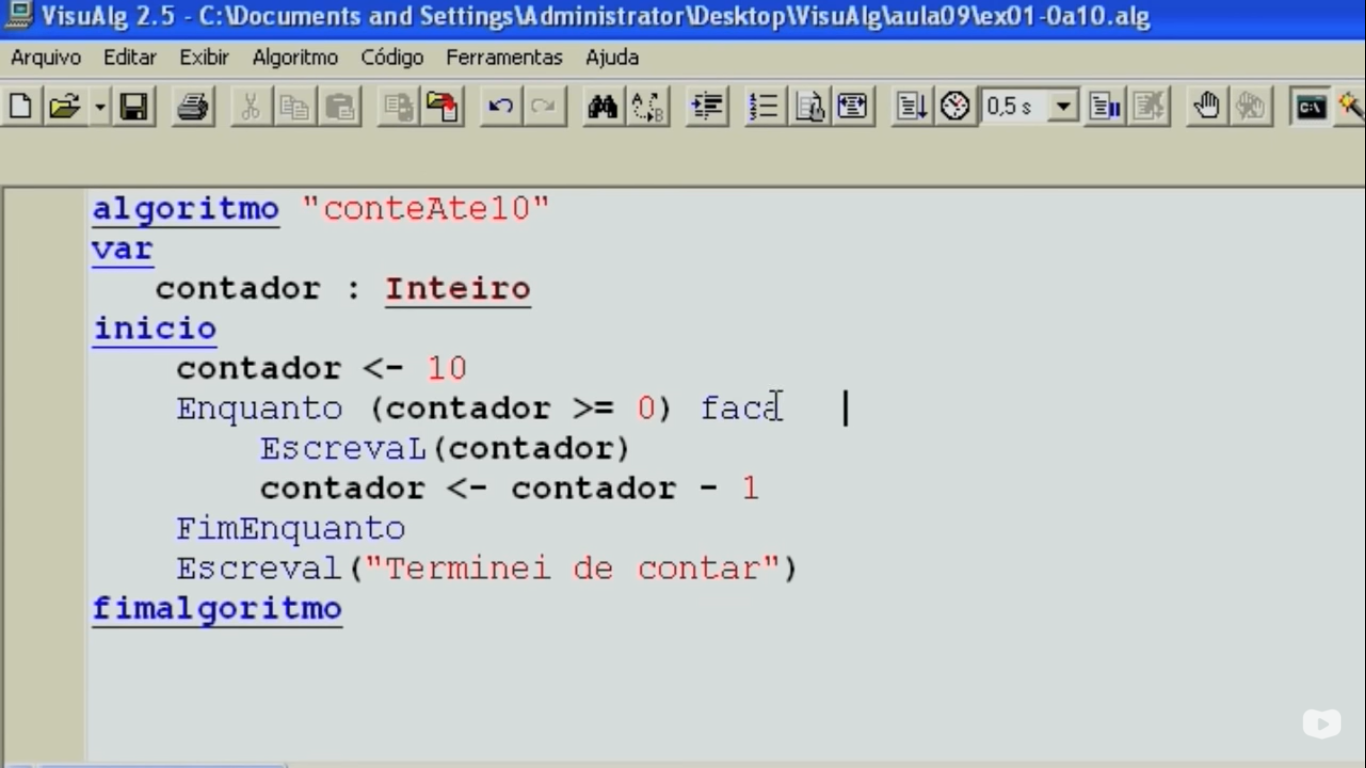 VisuAlg 2.5 - C:\Documents and Settings\Administrator\Desktop\VisuAlg\aula09\ex01-0a10.alg
Arquivo Editar Exibir Algoritmo Código Ferramentas Ajuda
0,5 s
algoritmo "conteAte10"
var
contador : Inteiro
inicio
contador <- 10
Enquanto (contador >= 0) faca
EscrevaL(contador)
contador <- contador - 1
FimEnquanto
Escreval("Terminei de contar")
fimalgoritmo